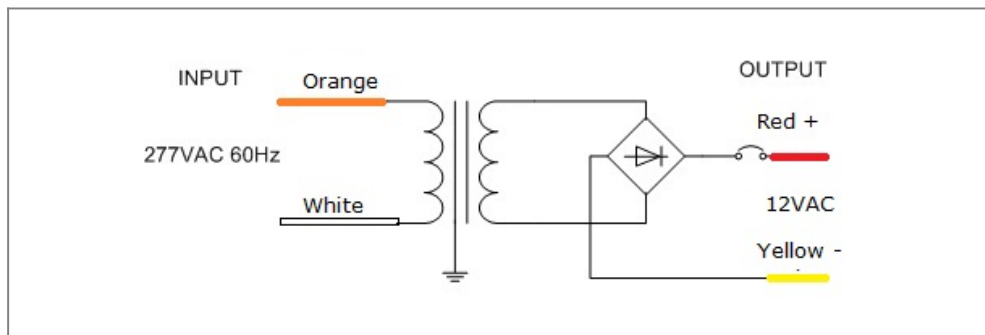 INPUT
Orange
277VAC 60Hz
White
OUTPUT
Red +
12VAC
Yellow -